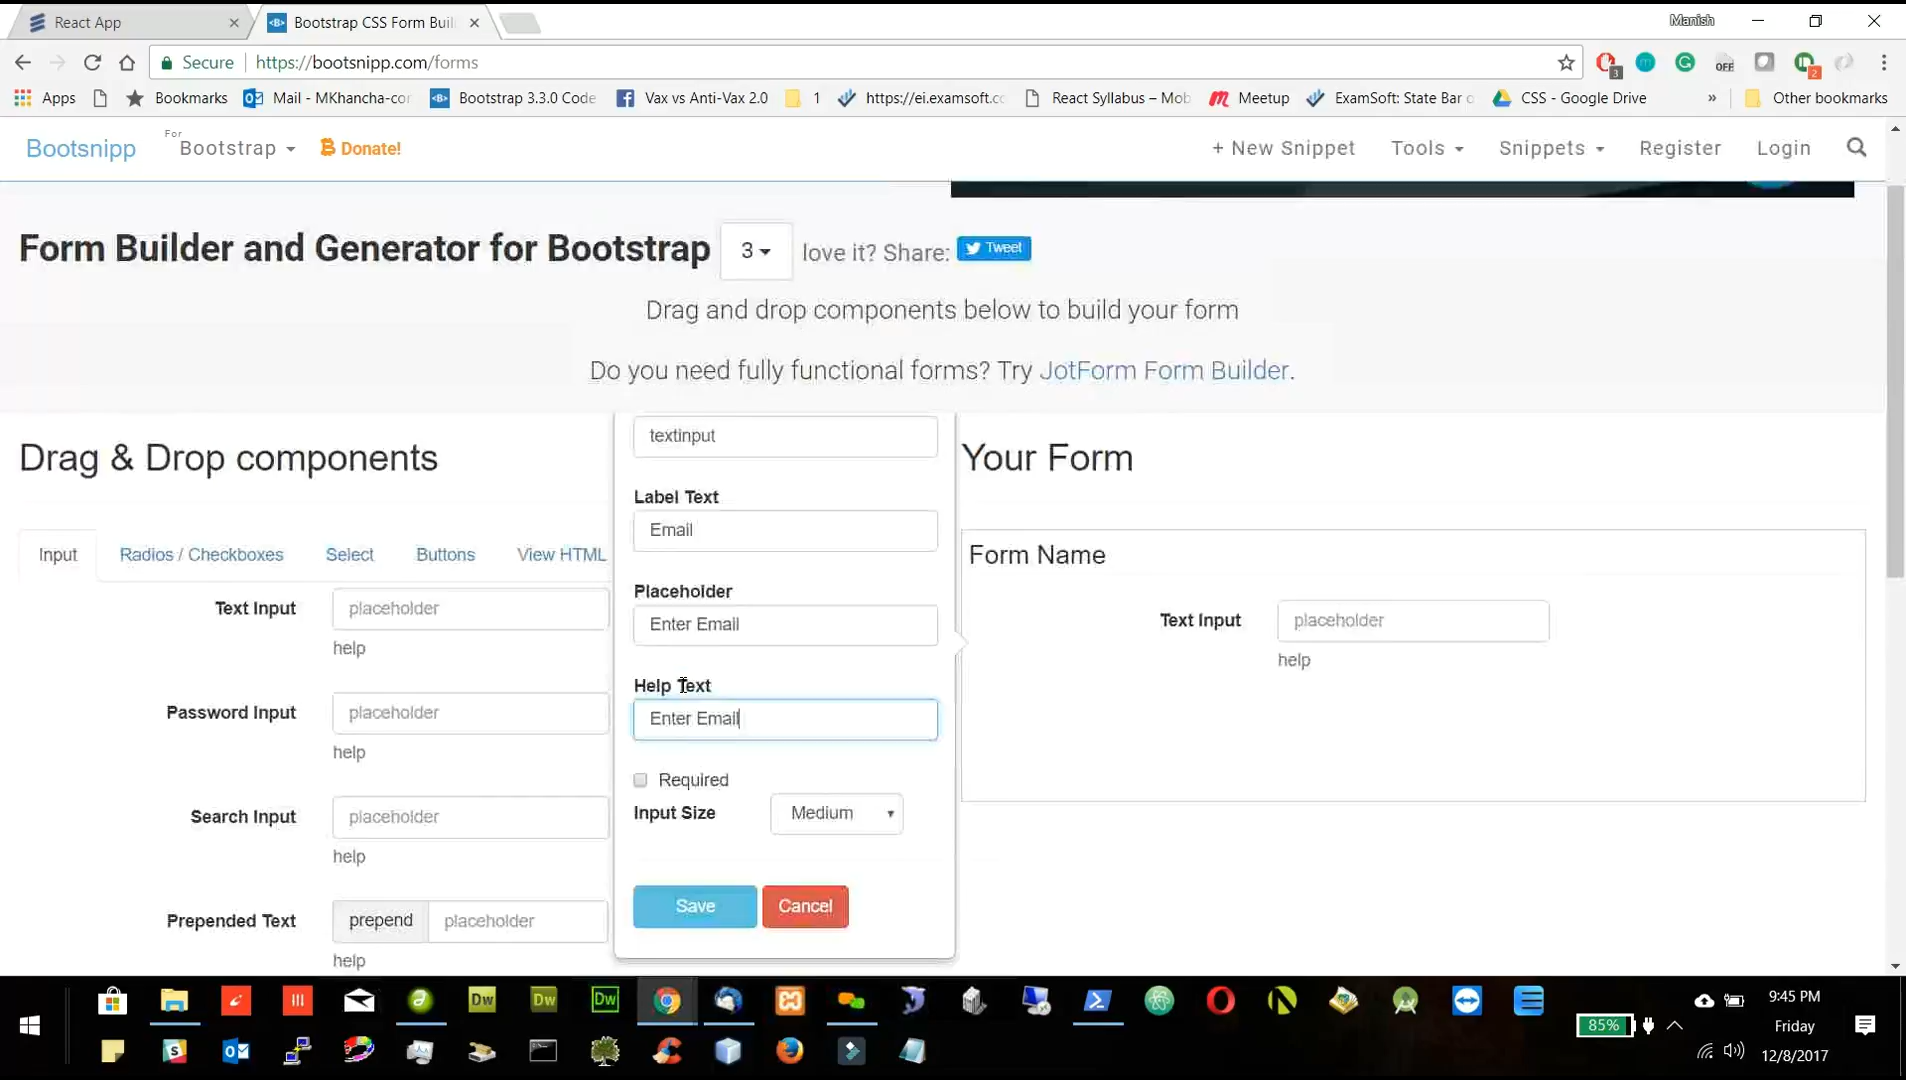 React App
Bootstrap CSS Form Buil
Manish
Secure
https://bootsnipp.com/forms
3
OFF
2
Apps
Bookmarks
Mail - MKhancha-cor
Bootstrap 3.3.0 Code
Vax vs Anti-Vax 2.0
1
https://ei.examsoft.cc
React Syllabus – Mob
Meetup
ExamSoft: State Bar o
CSS - Google Drive
»
Other bookmarks
Bootsnipp
For
Bootstrap
Donate!
+ New Snippet
Tools
Snippets
Register
Login
Form Builder and Generator for Bootstrap
3
love it? Share:
Tweet
Drag and drop components below to build your form
Do you need fully functional forms? Try JotForm Form Builder.
Drag & Drop components
Input
Radios / Checkboxes
Select
Buttons
View HTML
Text Input
placeholder
help
Password Input
placeholder
help
Search Input
placeholder
help
Prepended Text
prepend
placeholder
help
textinput
Label Text
Email
Placeholder
Enter Email
Help Text
Enter Email
Required
Input Size
Medium
Save
Cancel
Your Form
Form Name
Text Input
placeholder
help
Dw
Dw
Dw
85%
9:45 PM
Friday
12/8/2017